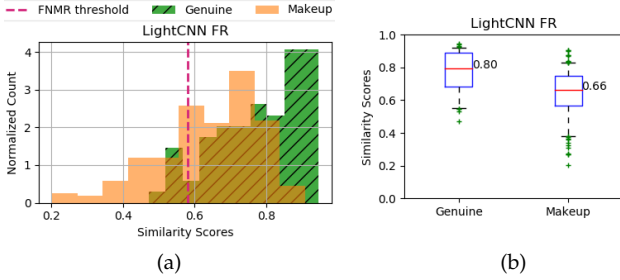 FNMR threshold Genuine Makeup
LightCNN FR
Normalized Count
4
3
2
1
0
0.2 0.4 0.6 0.8
Similarity Scores
(a)
LightCNN FR
Similarity Scores
1.0
0.8
0.6
0.4
0.2
0.0
0.80
0.66
Genuine Makeup
(b)